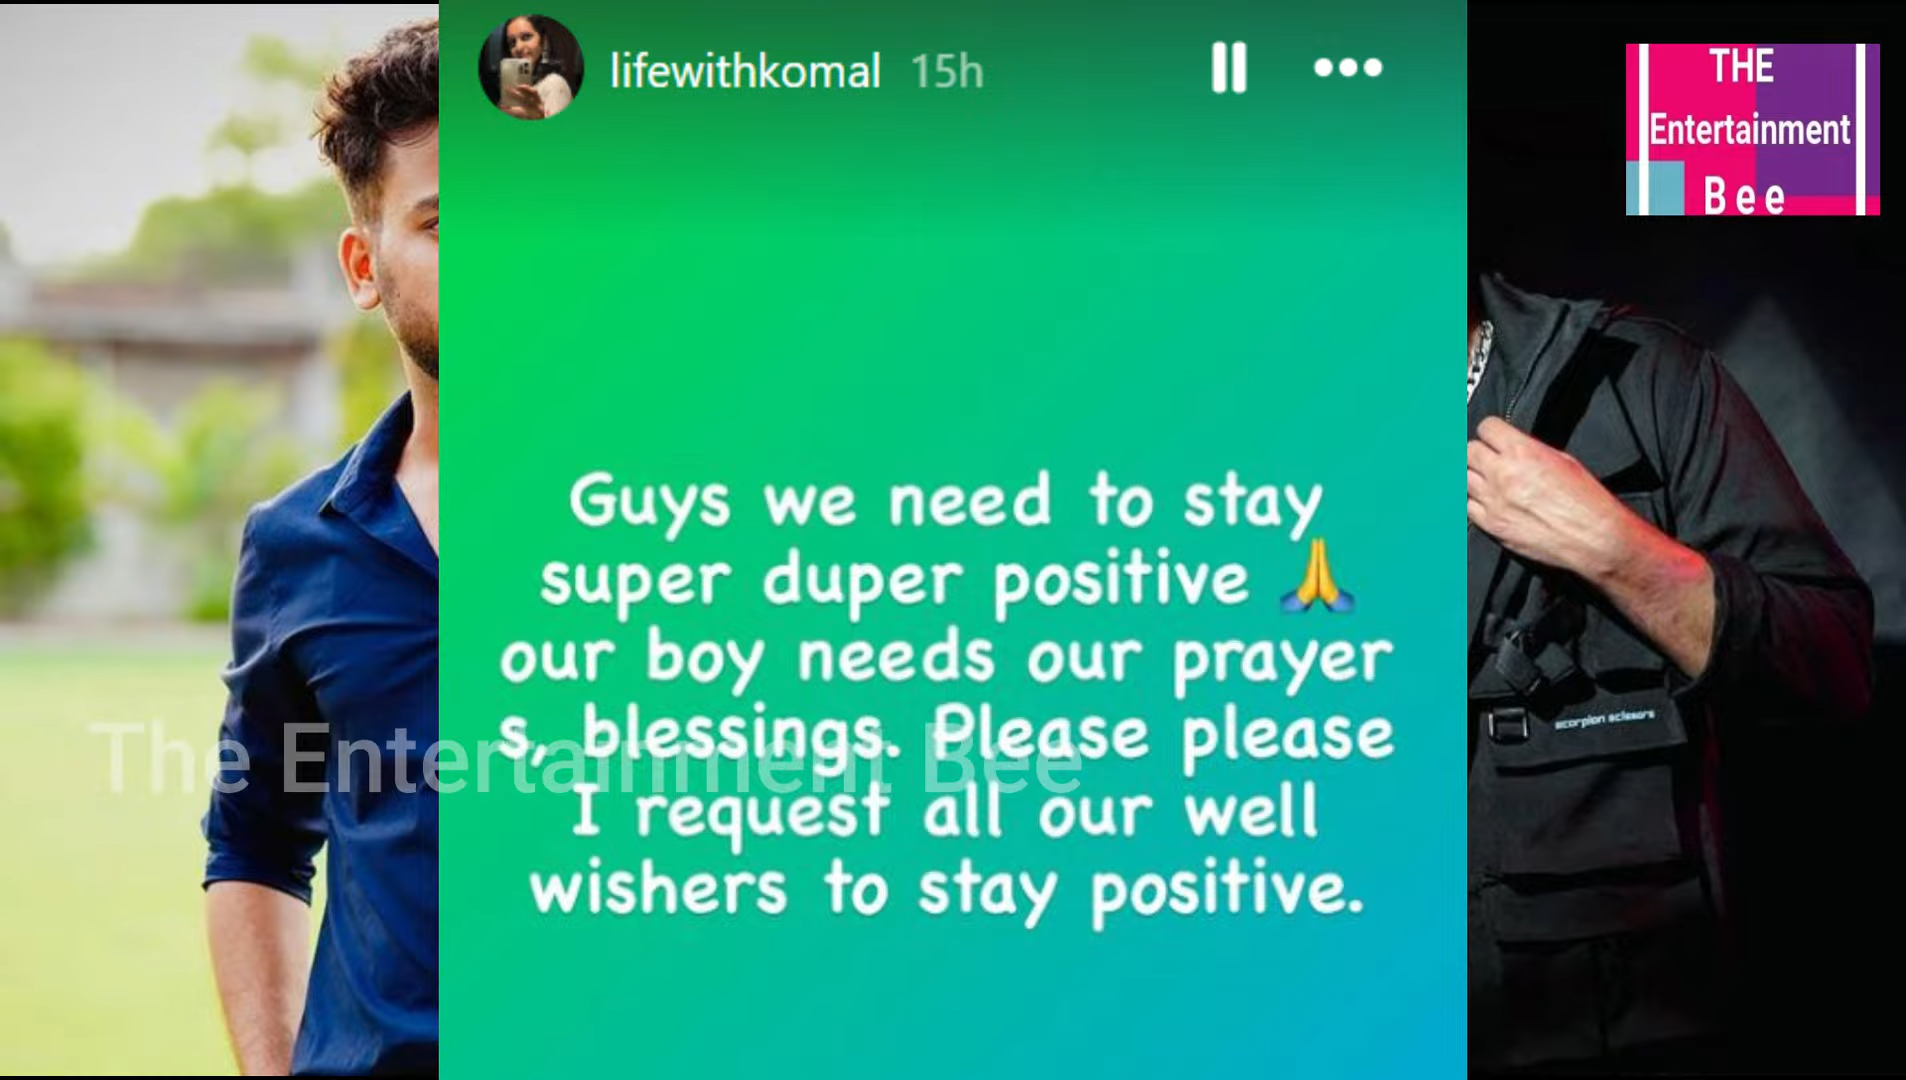 lifewithkomal 15h
THE
Entertainment
Bee
Guys we need to stay
super duper positive 🙏
our boy needs our prayer
s, blessings. Please please
I request all our well
wishers to stay positive.
The Entertainment Bee
scorpion scissors